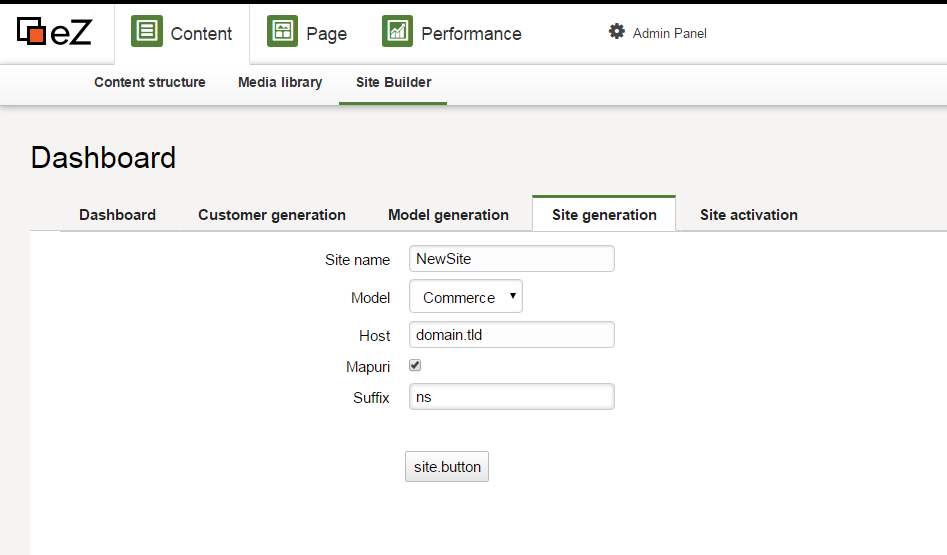 eZ Content Page Performance Admin Panel
Content structure Media library Site Builder
Dashboard
Dashboard Customer generation Model generation Site generation Site activation
Site name NewSite
Model Commerce
Host domain.tld
Mapuri
Suffix ns
site.button